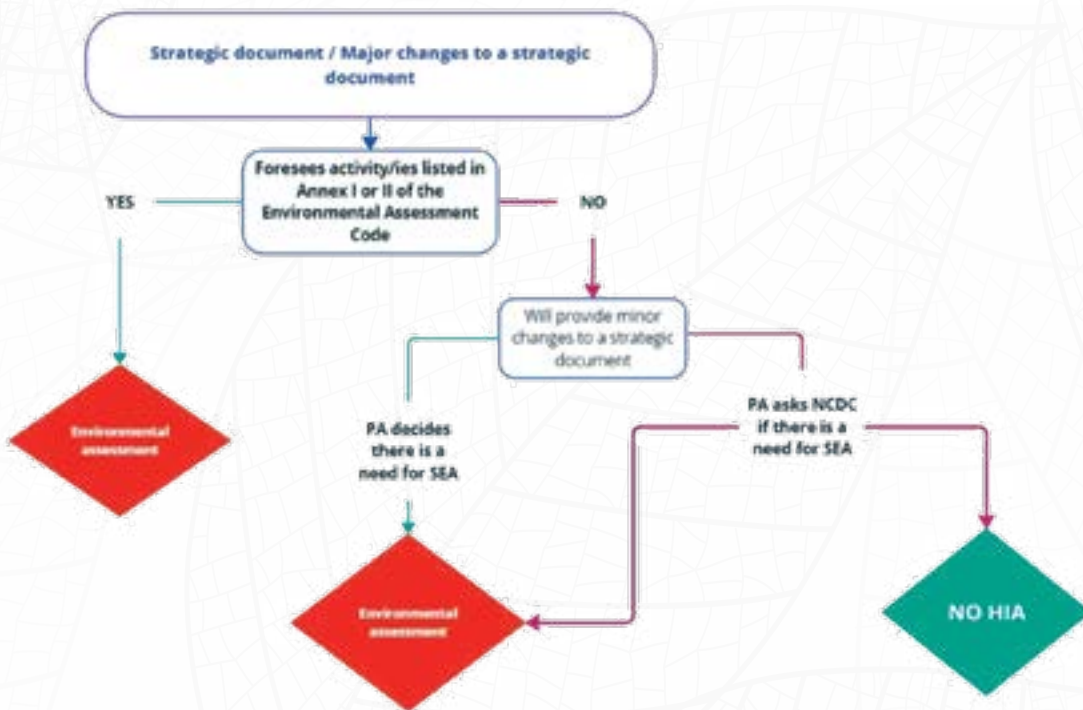 Strategic document / Major changes to a strategic
document
Foresees activity/ies listed in
Annex I or II of the
Environmental Assessment
Code
YES
NO
Will provide minor
changes to a strategic
document
Environmental
assessment
PA decides
there is a
need for SEA
PA asks NCDC
if there is a
need for SEA
Environmental
assessment
NO HIA